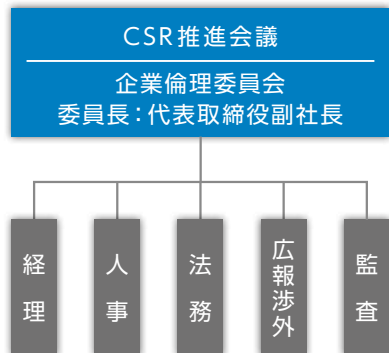 CSR推進会議
企業倫理委員会
委員長：代表取締役副社長
経理
人事
法務
広報渉外
監査